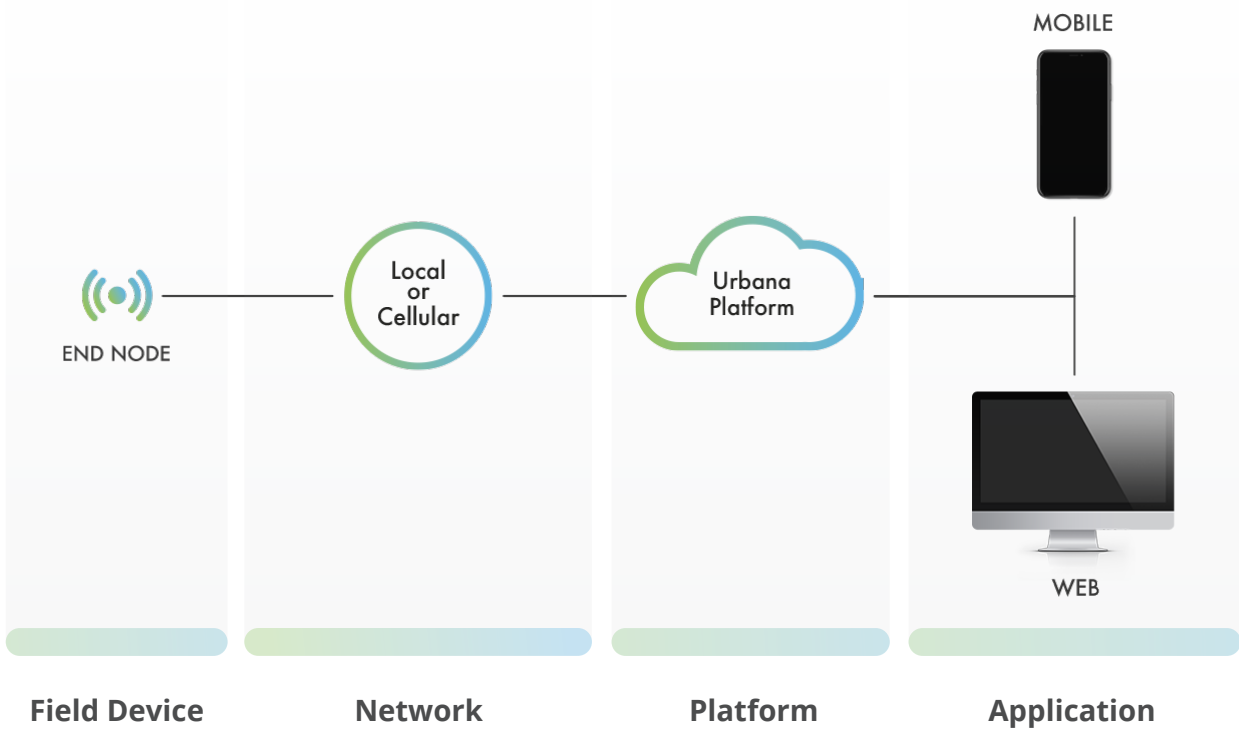 MOBILE
END NODE
Local
or
Cellular
Urbana
Platform
WEB
Field Device
Network
Platform
Application